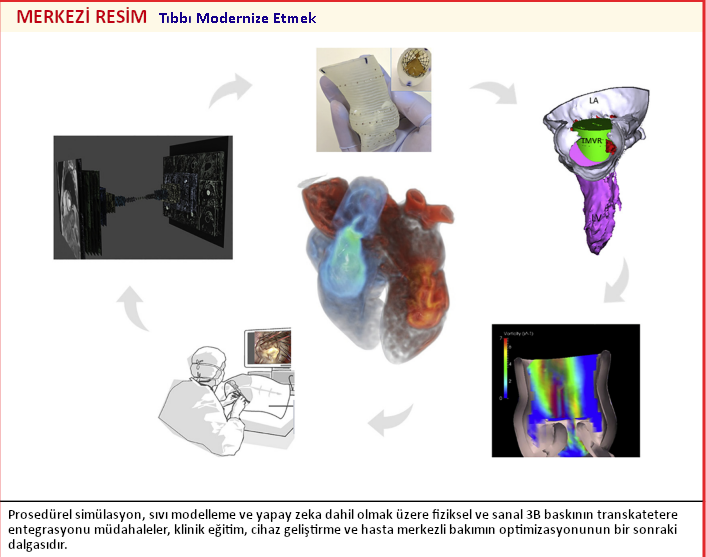 MERKEZİ RESİM Tıbbı Modernize Etmek
LA
TMVR
LV
Vorticity (s^-1)
Prosedürel simülasyon, sıvı modelleme ve yapay zeka dahil olmak üzere fiziksel ve sanal 3B baskının transkatetere
entegrasyonu müdahaleler, klinik eğitim, cihaz geliştirme ve hasta merkezli bakımın optimizasyonunun bir sonraki
dalgasıdır.